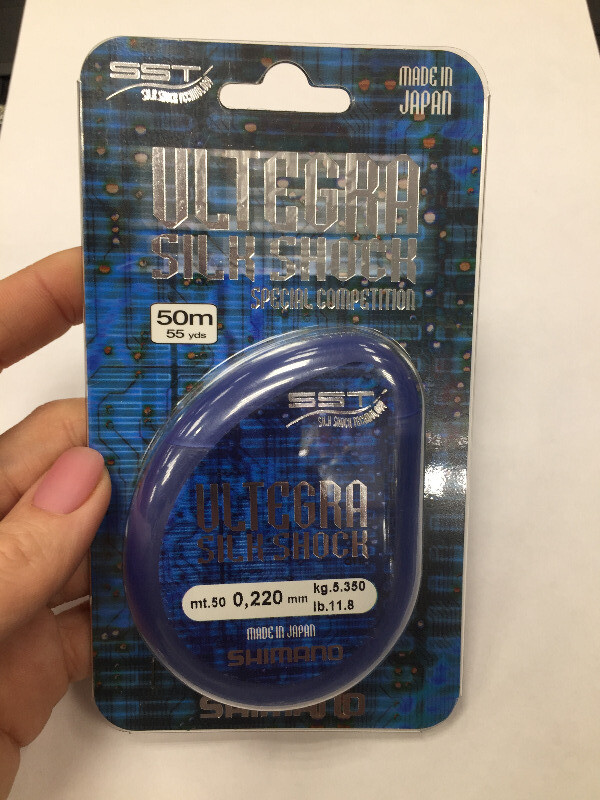 SST
SILK SHOCK TECHNOLOGY
MADE IN
JAPAN
ULTEGRA
SILK SHOCK
SPECIAL COMPETITION
50m
55 yds
SST
SILK SHOCK TECHNOLOGY
ULTEGRA
SILK SHOCK
mt.50 0,220 mm kg.5.350
lb.11.8
MADE IN JAPAN
SHIMANO
SHIMANO